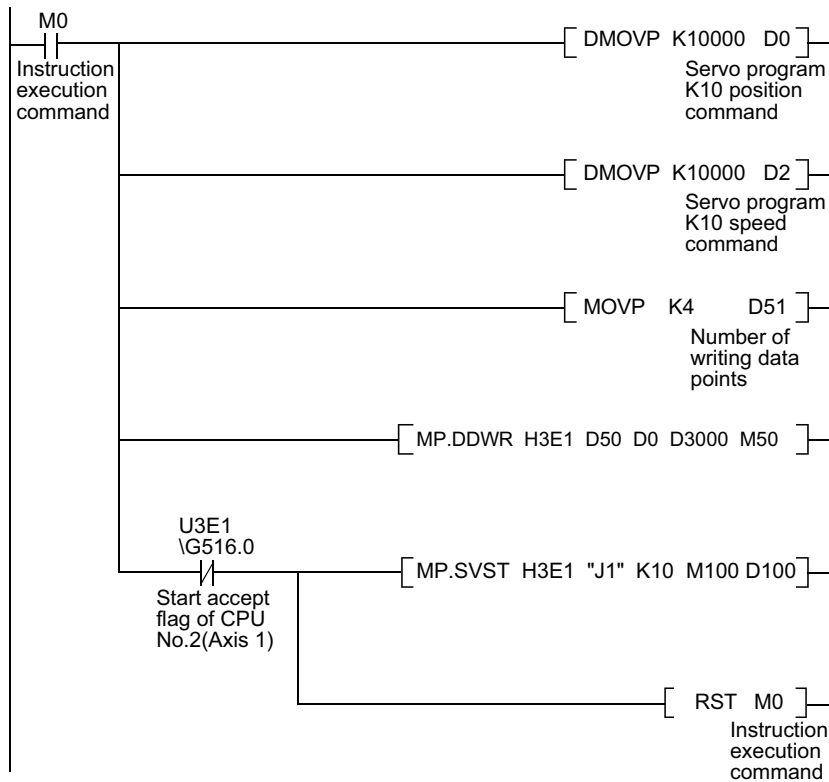 M0
DMOVP K10000 D0
Instruction
execution
command
Servo program
K10 position
command
DMOVP K10000 D2
Servo program
K10 speed
command
MOVP K4 D51
Number of
writing data
points
MP.DDWR H3E1 D50 D0 D3000 M50
U3E1
\G516.0
MP.SVST H3E1 "J1" K10 M100 D100
Start accept
flag of CPU
No.2(Axis 1)
RST M0
Instruction
execution
command